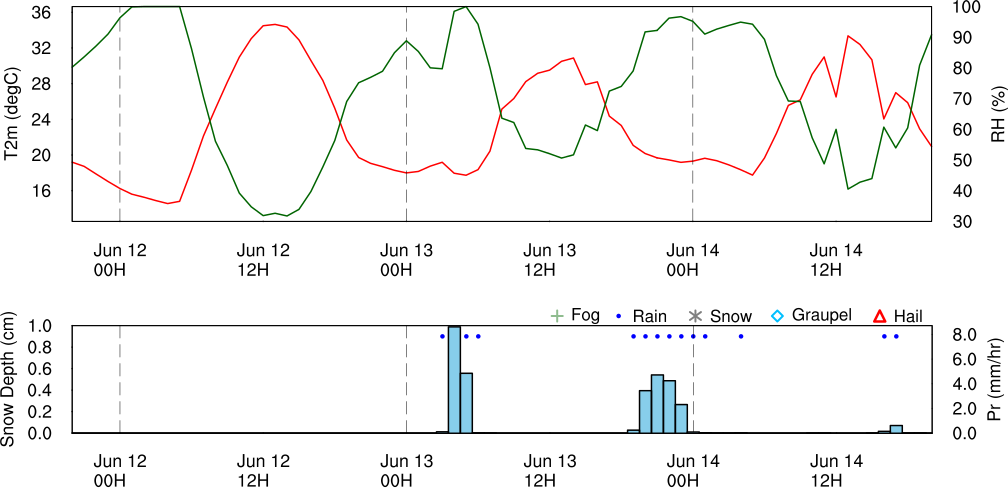 36
32
28
24
20
16
T2m (degC)
100
90
80
70
60
50
40
30
RH (%)
Jun 12 Jun 12 Jun 13 Jun 13 Jun 14 Jun 14
00H 12H 00H 12H 00H 12H
Fog Rain Snow Graupel Hail
1.0
0.8
0.6
0.4
0.2
0.0
Snow Depth (cm)
8.0
6.0
4.0
2.0
0.0
Pr (mm/hr)
Jun 12 Jun 12 Jun 13 Jun 13 Jun 14 Jun 14
00H 12H 00H 12H 00H 12H